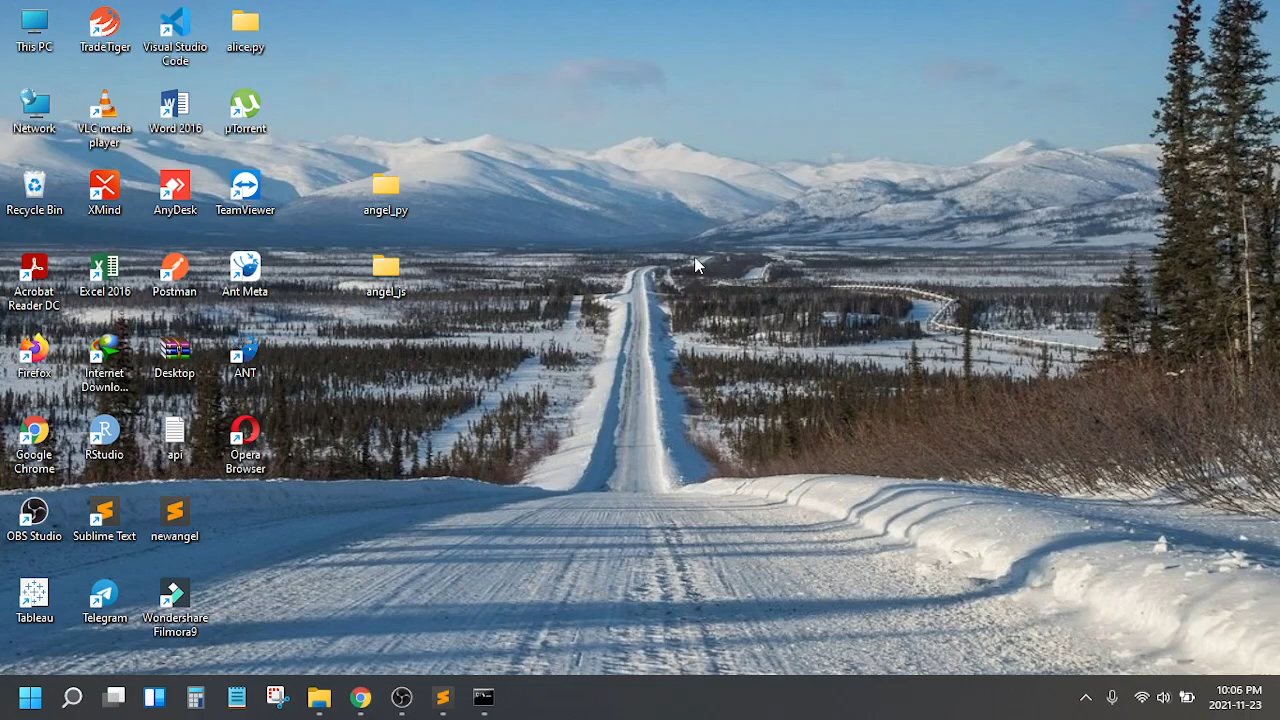 This PC
TradeTiger
Visual Studio
Code
alice.py
Network
VLC media
player
Word 2016
µTorrent
Recycle Bin
XMind
AnyDesk
TeamViewer
angel_py
Acrobat
Reader DC
Excel 2016
Postman
Ant Meta
angel_js
Firefox
Internet
Downlo...
Desktop
ANT
Google
Chrome
RStudio
api
Opera
Browser
OBS Studio
Sublime Text
newangel
Tableau
Telegram
Wondershare
Filmora9
10:06 PM
2021-11-23